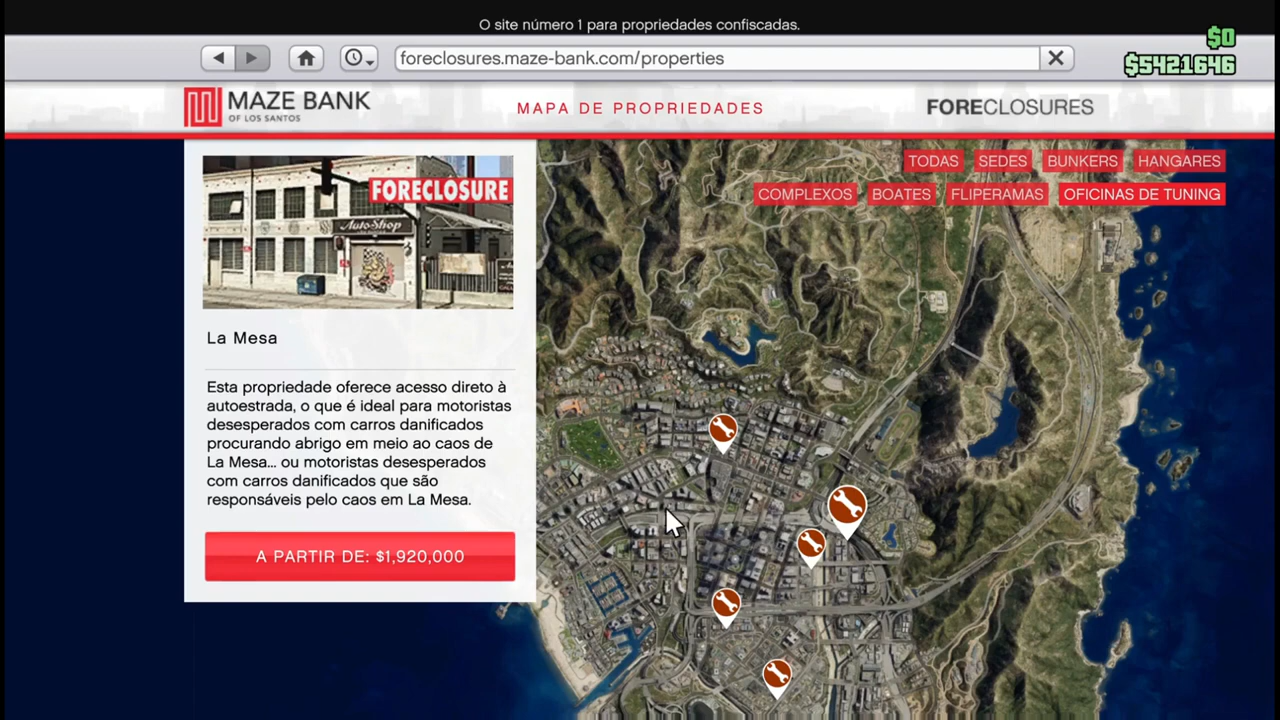 O site número 1 para propriedades confiscadas.
$0
foreclosures.maze-bank.com/properties
$5421646
MAZE BANK
OF LOS SANTOS
MAPA DE PROPRIEDADES
FORECLOSURES
TODAS
SEDES
BUNKERS
HANGARES
COMPLEXOS
BOATES
FLIPERAMAS
OFICINAS DE TUNING
FORECLOSURE
AutoShop
La Mesa
Esta propriedade oferece acesso direto à
autoestrada, o que é ideal para motoristas
desesperados com carros danificados
procurando abrigo em meio ao caos de
La Mesa... ou motoristas desesperados
com carros danificados que são
responsáveis pelo caos em La Mesa.
A PARTIR DE: $1,920,000